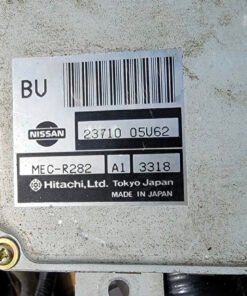 BU
NISSAN
23710 05U62
MEC-R282 A1 3318
Hitachi, Ltd. Tokyo Japan
MADE IN JAPAN